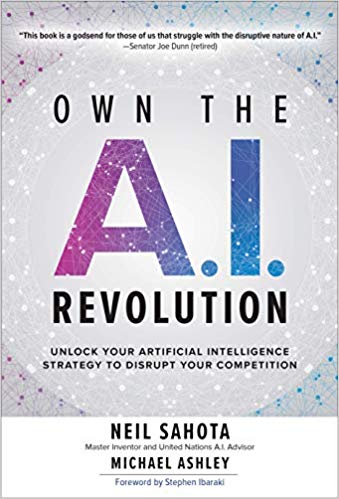 "This book is a godsend for those of us that struggle with the disruptive nature of A.I."
—Senator Joe Dunn (retired)
OWN THE
A.I.
REVOLUTION
UNLOCK YOUR ARTIFICIAL INTELLIGENCE
STRATEGY TO DISRUPT YOUR COMPETITION
NEIL SAHOTA
Master Inventor and United Nations A.I. Advisor
MICHAEL ASHLEY
Foreword by Stephen Ibaraki